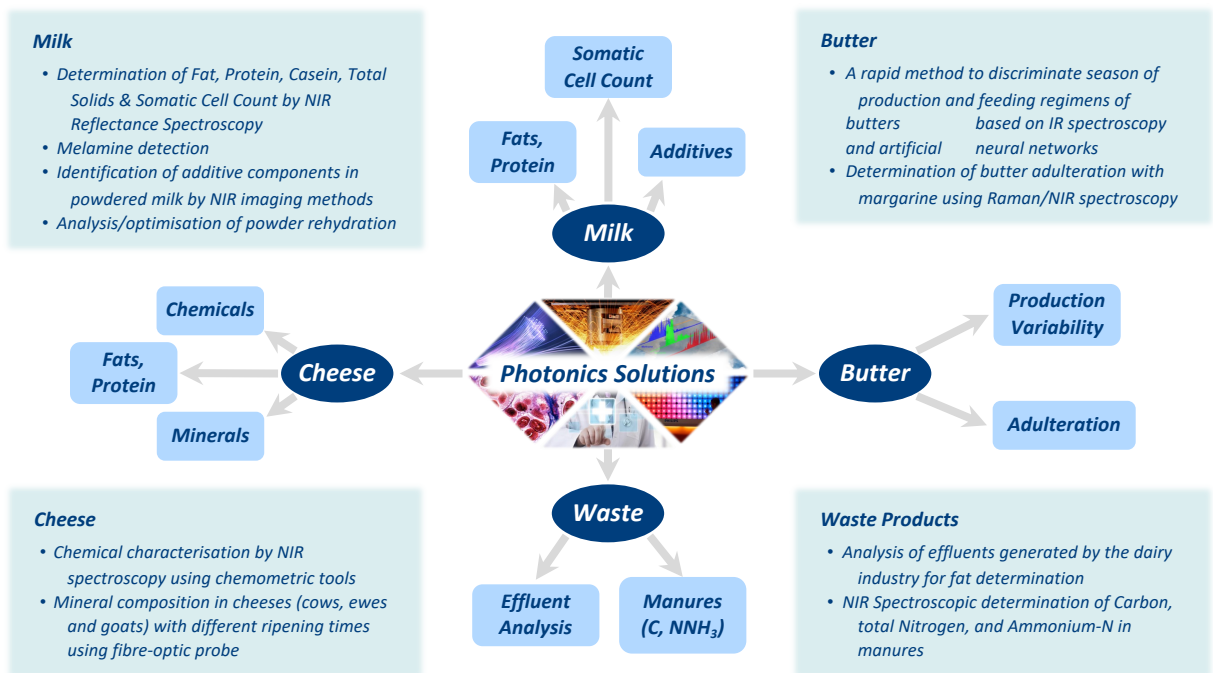 Milk
• Determination of Fat, Protein, Casein, Total
Solids & Somatic Cell Count by NIR
Reflectance Spectroscopy
• Melamine detection
• Identification of additive components in
powdered milk by NIR imaging methods
• Analysis/optimisation of powder rehydration
Somatic
Cell Count
Fats,
Protein
Additives
Milk
Butter
• A rapid method to discriminate season of
production and feeding regimens of
butters based on IR spectroscopy
and artificial neural networks
• Determination of butter adulteration with
margarine using Raman/NIR spectroscopy
Chemicals
Fats,
Protein
Minerals
Cheese
Photonics Solutions
Butter
Production
Variability
Adulteration
Cheese
• Chemical characterisation by NIR
spectroscopy using chemometric tools
• Mineral composition in cheeses (cows, ewes
and goats) with different ripening times
using fibre-optic probe
Waste
Effluent
Analysis
Manures
(C, NNH₃)
Waste Products
• Analysis of effluents generated by the dairy
industry for fat determination
• NIR Spectroscopic determination of Carbon,
total Nitrogen, and Ammonium-N in
manures